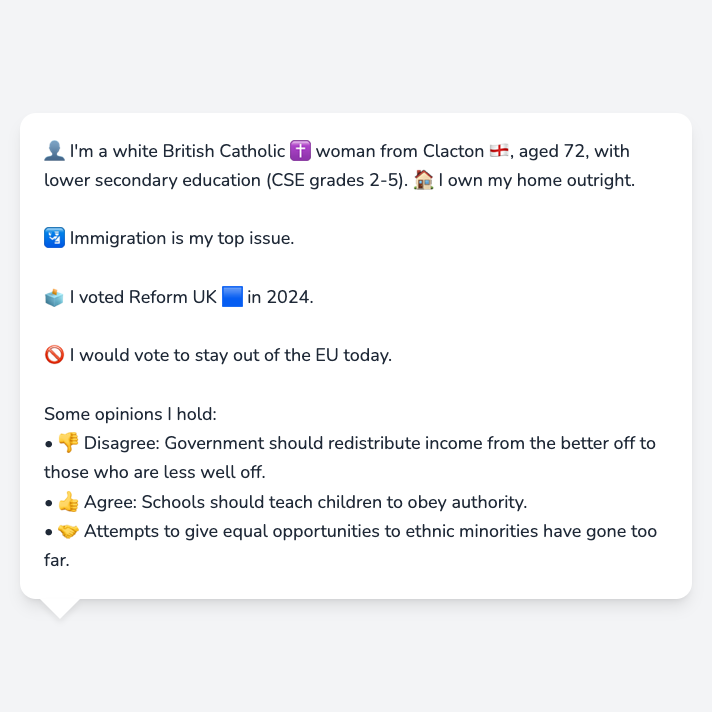 👤 I'm a white British Catholic ✝️ woman from Clacton 🏴󠁧󠁢󠁥󠁮󠁧󠁿, aged 72, with
lower secondary education (CSE grades 2-5). 🏠 I own my home outright.
🛂 Immigration is my top issue.
🗳️ I voted Reform UK 🟦 in 2024.
🚫 I would vote to stay out of the EU today.
Some opinions I hold:
• 👎 Disagree: Government should redistribute income from the better off to
those who are less well off.
• 👍 Agree: Schools should teach children to obey authority.
• 🤝 Attempts to give equal opportunities to ethnic minorities have gone too
far.